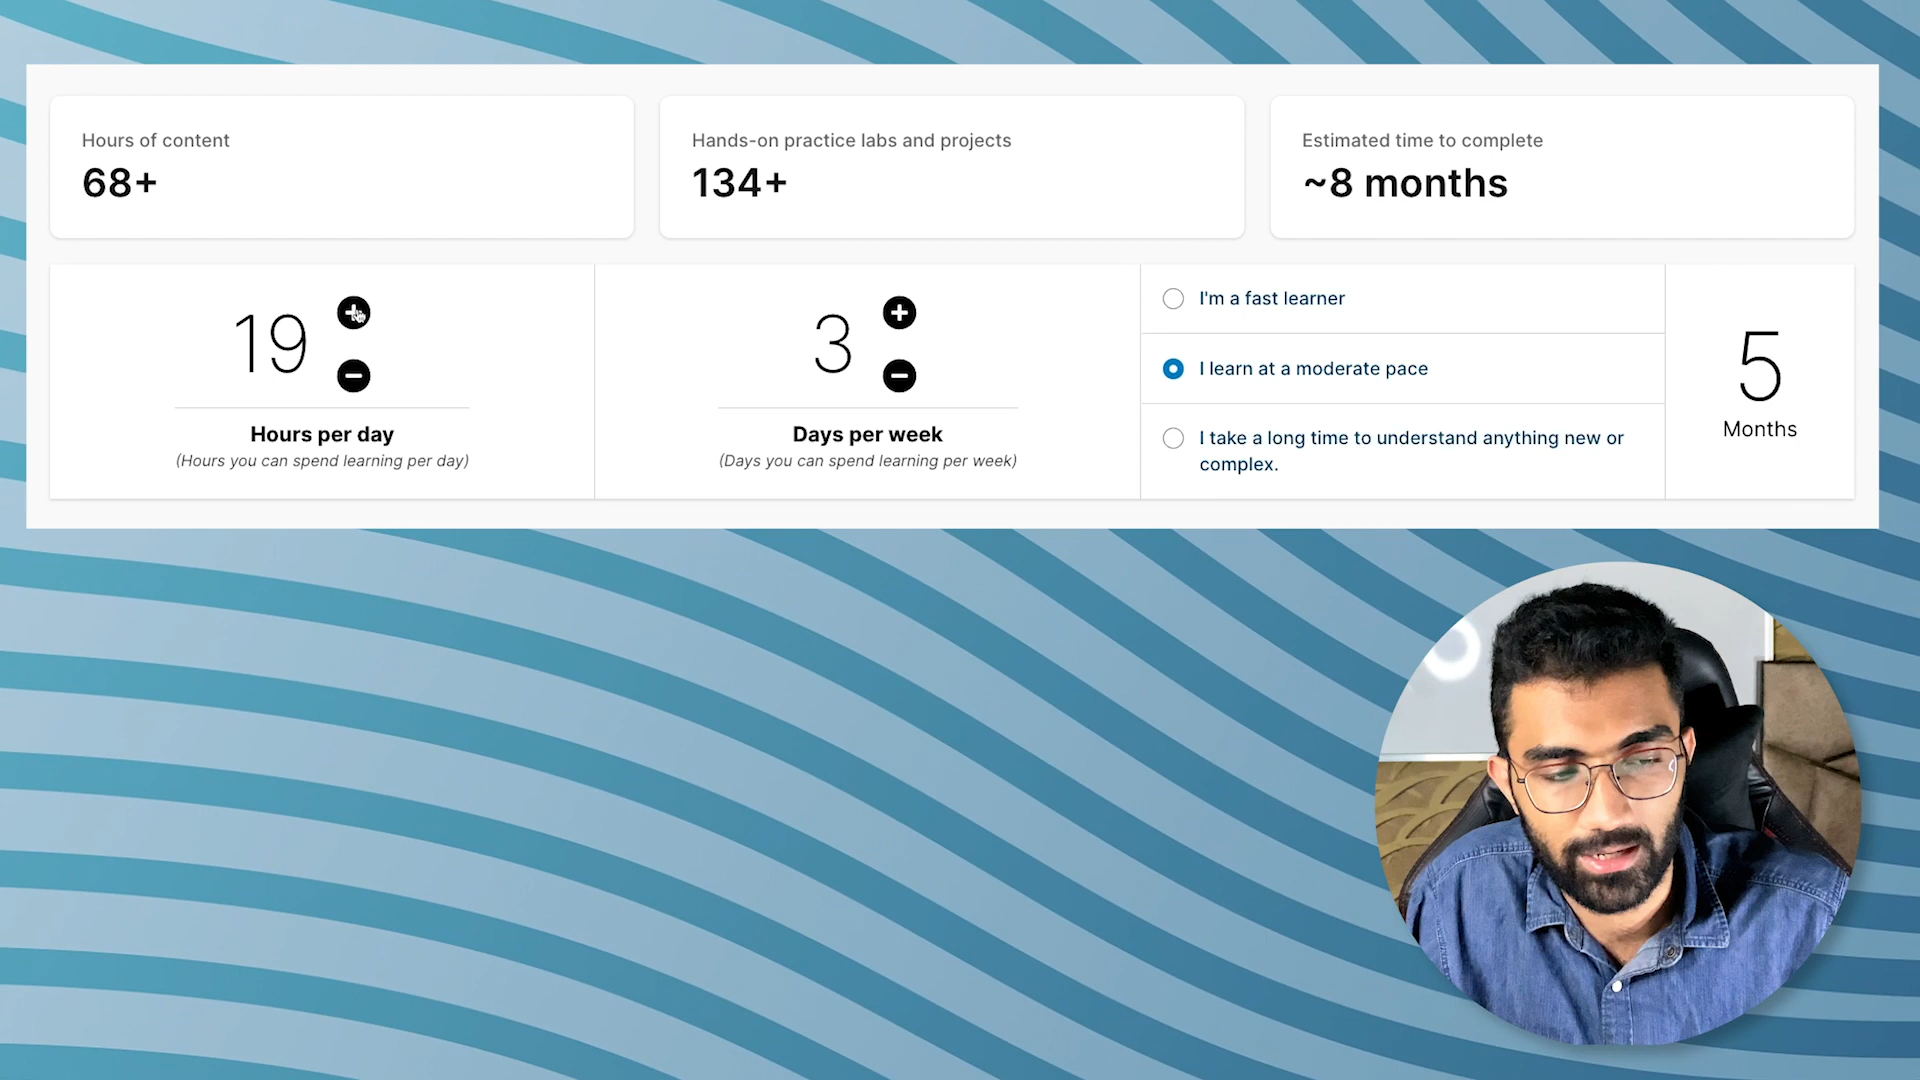 Hours of content
68+
Hands-on practice labs and projects
134+
Estimated time to complete
~8 months
19
Hours per day
(Hours you can spend learning per day)
3
Days per week
(Days you can spend learning per week)
I'm a fast learner
I learn at a moderate pace
I take a long time to understand anything new or
complex.
5
Months